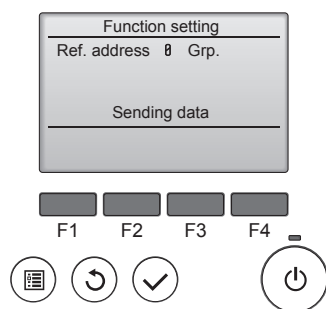 Function setting
Ref. address 0 Grp.
Sending data
F1 F2 F3 F4